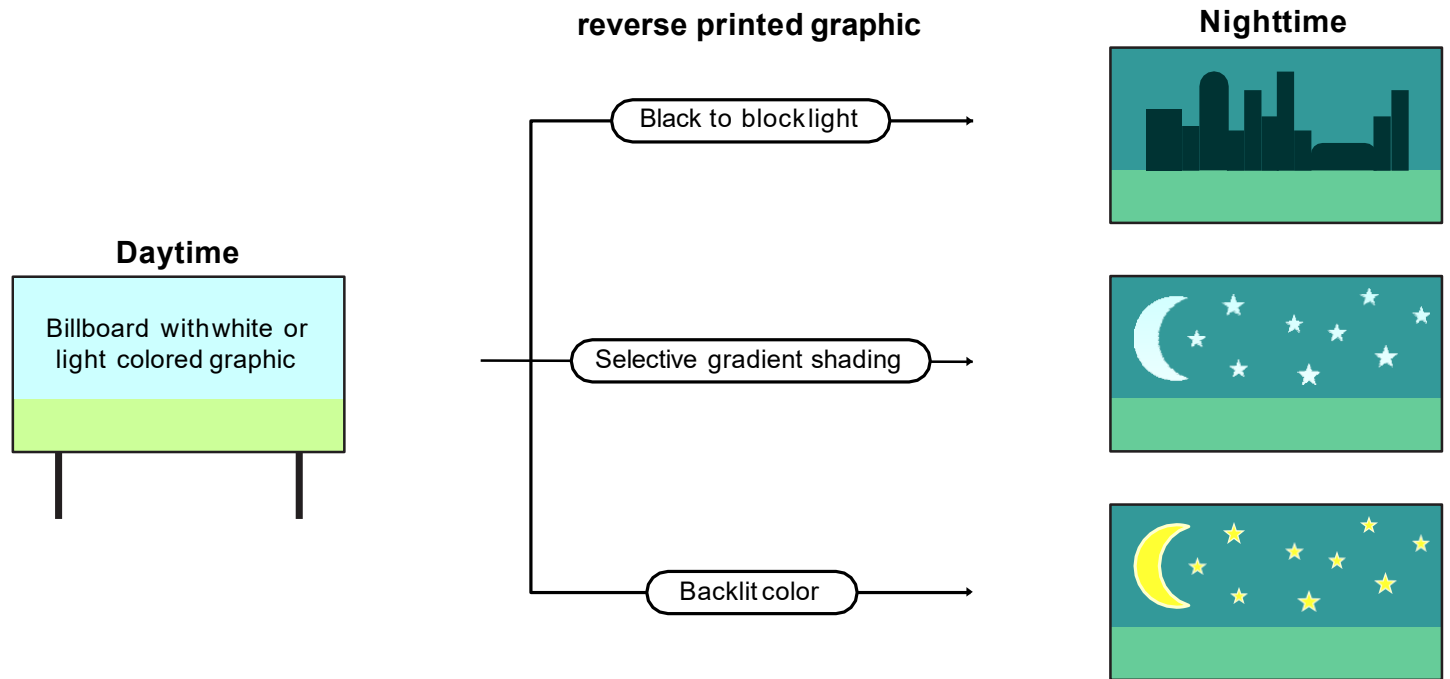 reverse printed graphic
Nighttime
Black to blocklight
Daytime
Billboard withwhite or
light colored graphic
Selective gradient shading
Backlit color